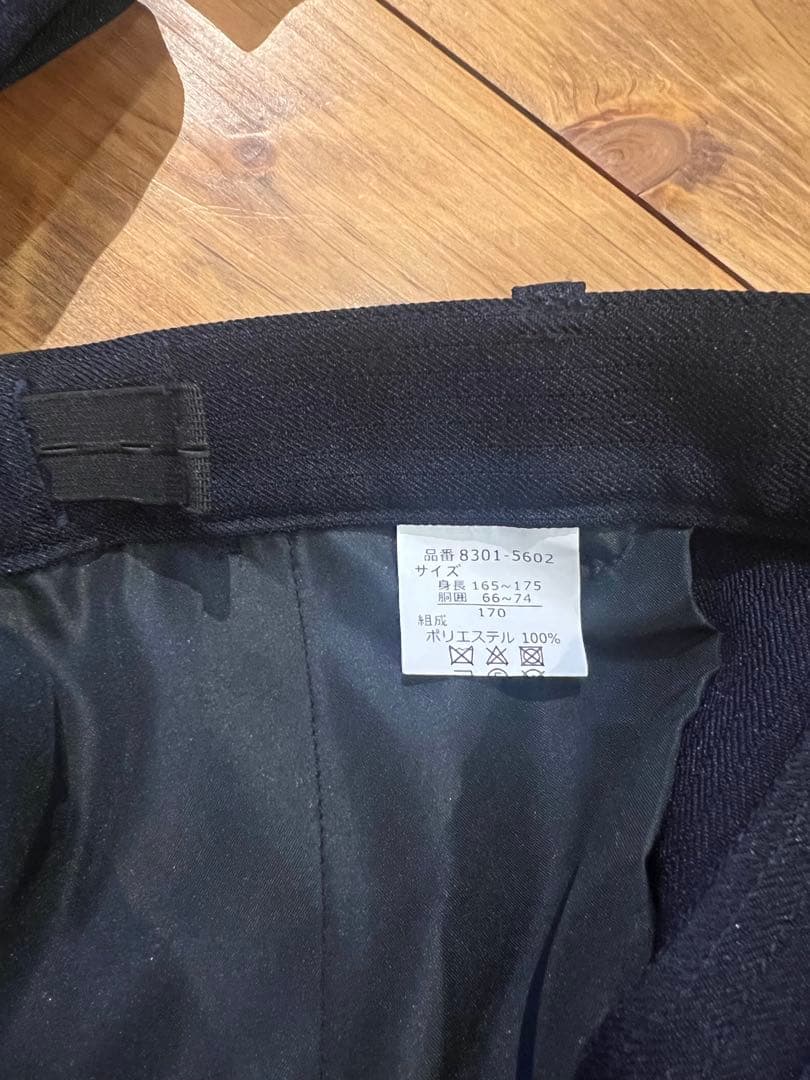 品番 8301-5602
サイズ
身長 165~175
胴囲 66~74
170
組成
ポリエステル 100%